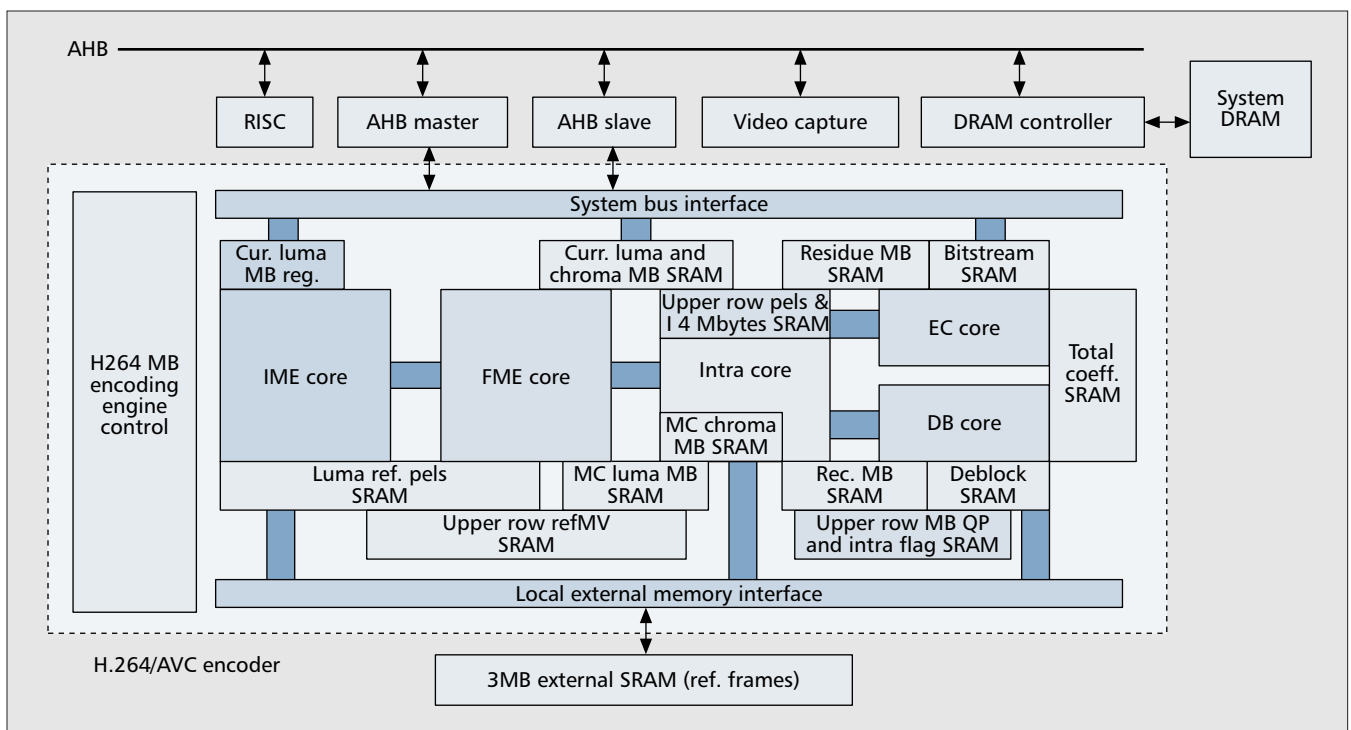 AHB
RISC
AHB master
AHB slave
Video capture
DRAM controller
System
DRAM
System bus interface
Cur. luma
MB reg.
Curr. luma and
chroma MB SRAM
Residue MB
SRAM
Bitstream
SRAM
H264 MB
encoding
engine
control
IME core
FME core
Upper row pels &
I 4 Mbytes SRAM
Intra core
MC chroma
MB SRAM
EC core
DB core
Total
coeff.
SRAM
Luma ref. pels
SRAM
MC luma MB
SRAM
Rec. MB
SRAM
Deblock
SRAM
Upper row refMV
SRAM
Upper row MB QP
and intra flag SRAM
Local external memory interface
H.264/AVC encoder
3MB external SRAM (ref. frames)